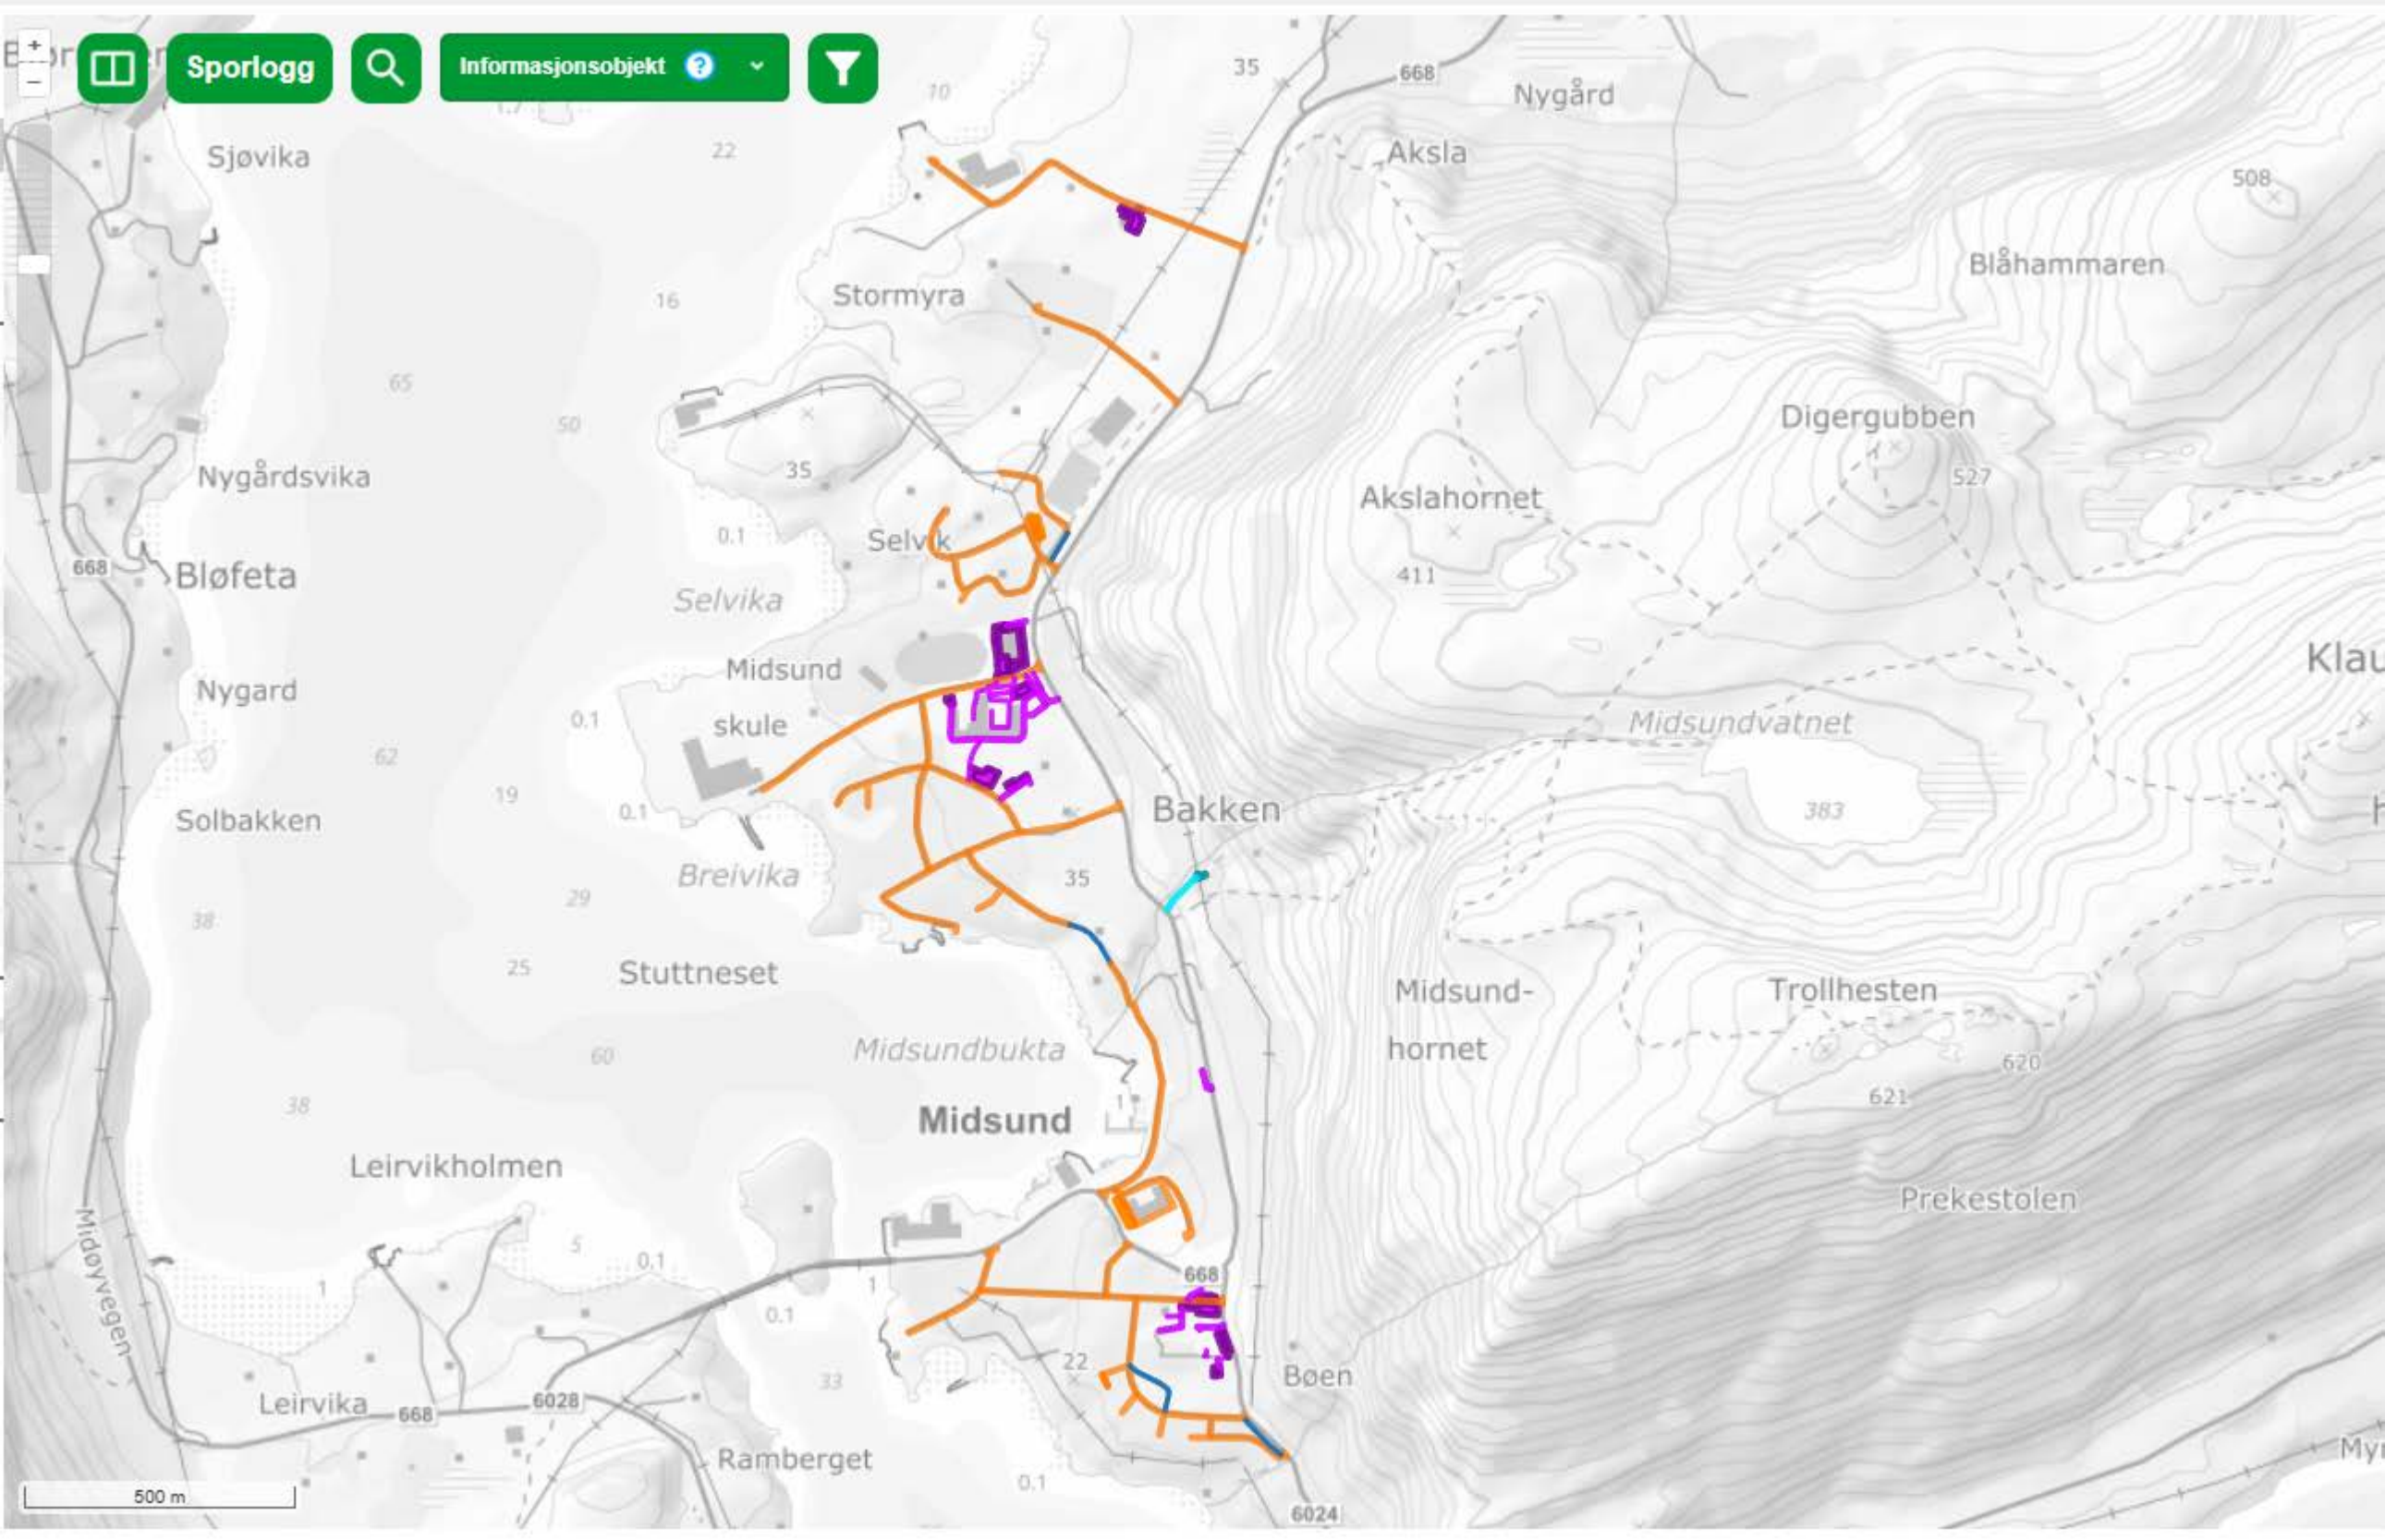 +
−
Sporlogg
Informasjonsobjekt ?
10
35
668
Nygård
Sjøvika
22
Aksla
508
Blåhammaren
Stormyra
16
65
50
Digergubben
35
Nygårdsvika
527
Akslahornet
0.1
Selvik
668
Bløfeta
411
Selvika
Klau
Midsund
skule
Nygard
0.1
Midsundvatnet
62
19
0.1
Solbakken
Bakken
383
Breivika
35
29
38
25
Stuttneset
Midsund-
hornet
Trollhesten
Midsundbukta
60
620
621
38
1
Midsund
Leirvikholmen
Prekestolen
Midøyvegen
5
0.1
1
1
668
0.1
22
Bøen
33
Leirvika
668
6028
Ramberget
Myr
0.1
500 m
6024